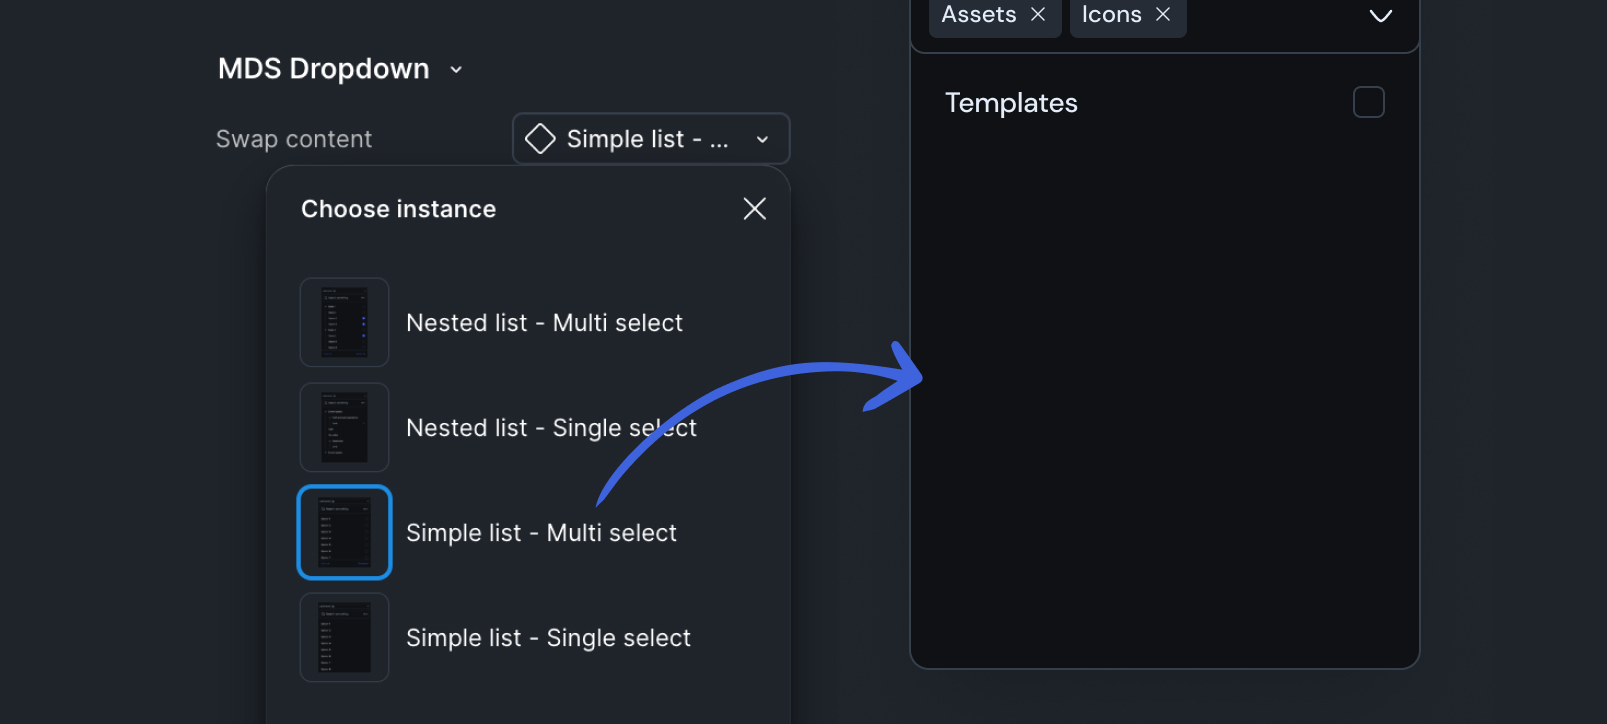 Assets
Icons
MDS Dropdown
Templates
Swap content
Simple list - ...
Choose instance
Nested list - Multi select
Nested list - Single select
Simple list - Multi select
Simple list - Single select